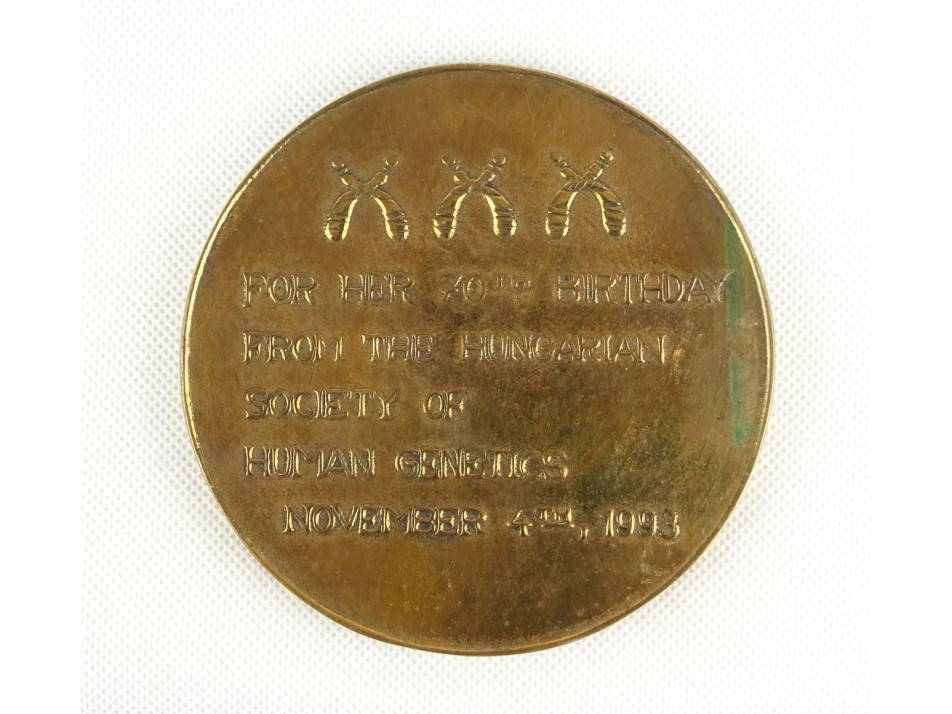 FOR HER 70TH BIRTHDAY
FROM THE HUNGARIAN
SOCIETY OF
HUMAN GENETICS
NOVEMBER 4TH, 1993